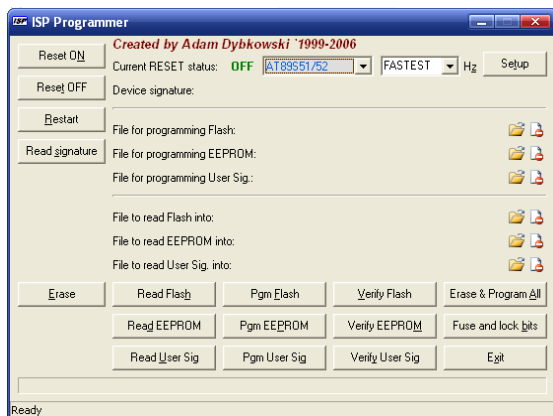 ISP ISP Programmer
Reset ON
Created by Adam Dybkowski '1999-2006
Current RESET status: OFF AT89S51/52 FASTEST Hz Setup
Reset OFF
Device signature:
Restart
File for programming Flash:
Read signature
File for programming EEPROM:
File for programming User Sig.:
File to read Flash into:
File to read EEPROM into:
File to read User Sig. into:
Erase Read Flash Pgm Flash Verify Flash Erase & Program All
Read EEPROM Pgm EEPROM Verify EEPROM Fuse and lock bits
Read User Sig Pgm User Sig Verify User Sig Exit
Ready